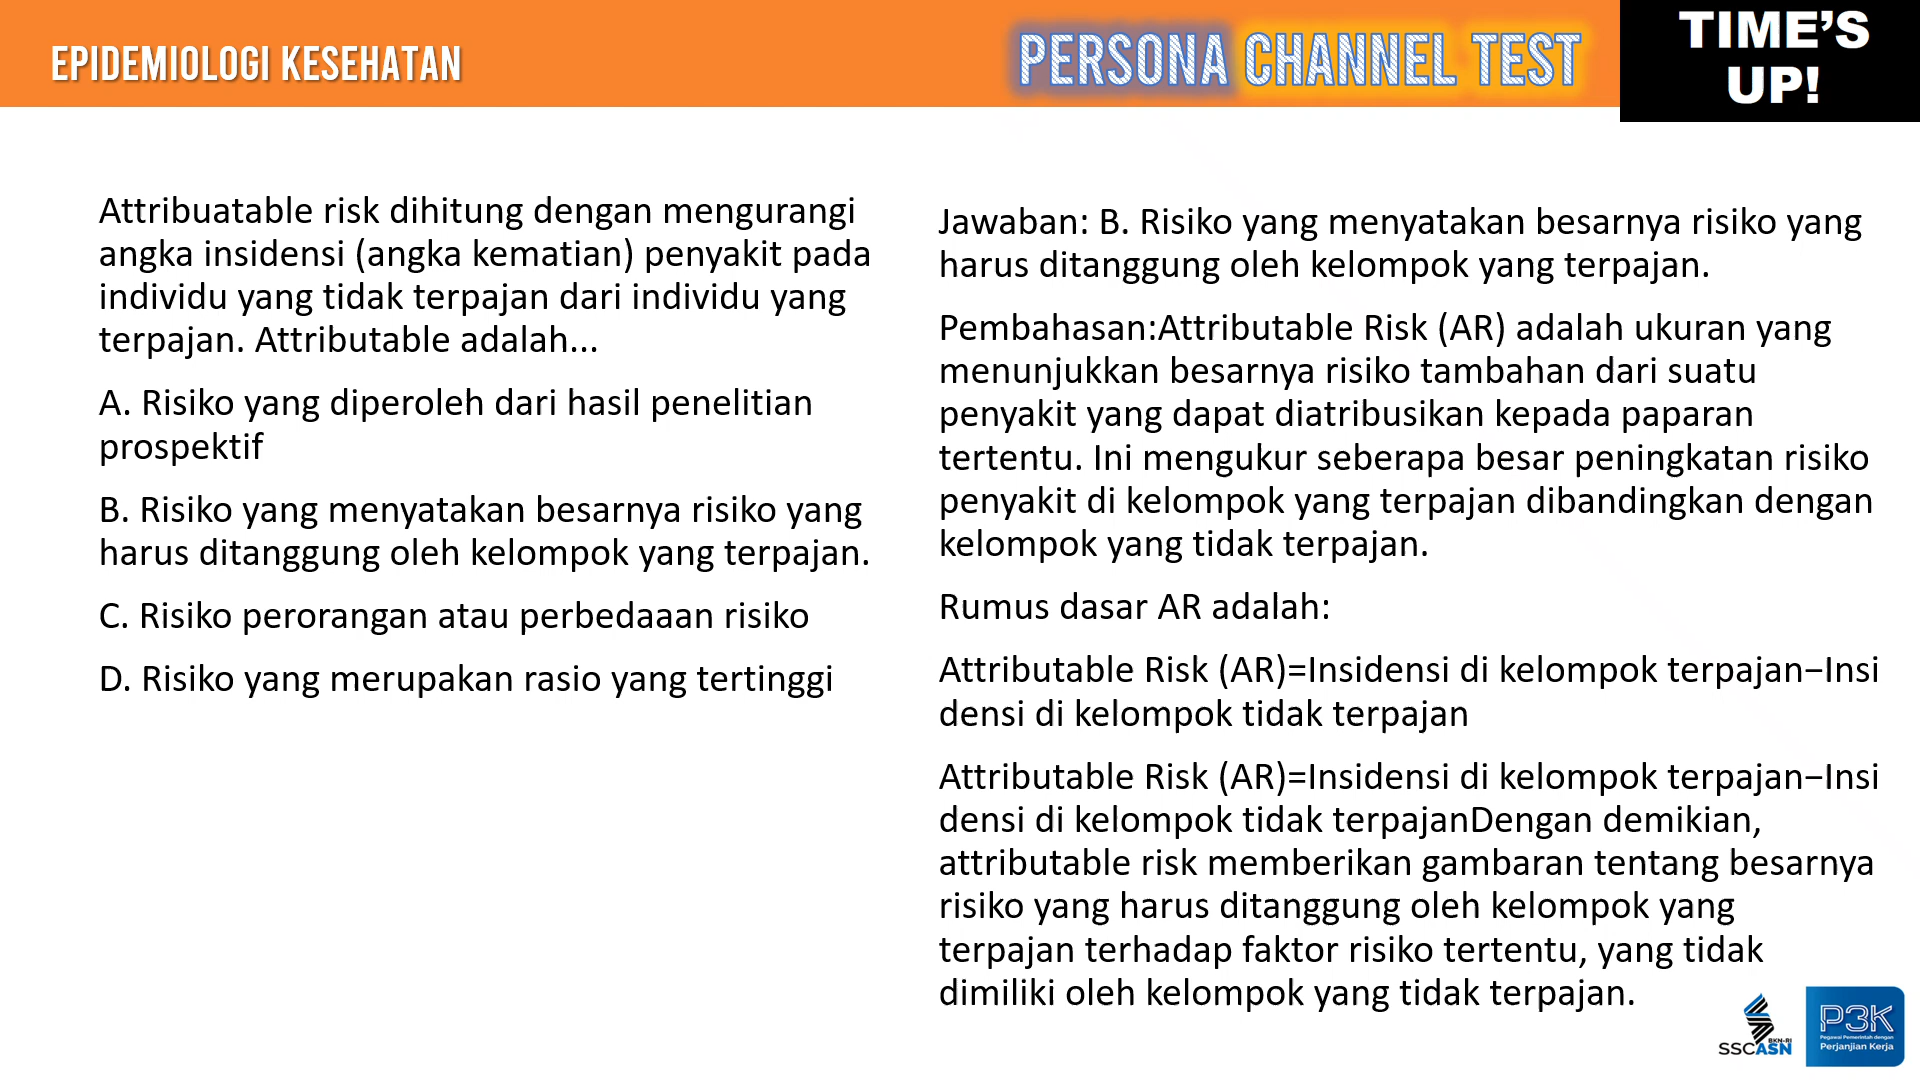 EPIDEMIOLOGI KESEHATAN
PERSONA CHANNEL TEST
TIME'S
UP!
Attribuatable risk dihitung dengan mengurangi
angka insidensi (angka kematian) penyakit pada
individu yang tidak terpajan dari individu yang
terpajan. Attributable adalah...
A. Risiko yang diperoleh dari hasil penelitian
prospektif
B. Risiko yang menyatakan besarnya risiko yang
harus ditanggung oleh kelompok yang terpajan.
C. Risiko perorangan atau perbedaaan risiko
D. Risiko yang merupakan rasio yang tertinggi
Jawaban: B. Risiko yang menyatakan besarnya risiko yang
harus ditanggung oleh kelompok yang terpajan.
Pembahasan:Attributable Risk (AR) adalah ukuran yang
menunjukkan besarnya risiko tambahan dari suatu
penyakit yang dapat diatribusikan kepada paparan
tertentu. Ini mengukur seberapa besar peningkatan risiko
penyakit di kelompok yang terpajan dibandingkan dengan
kelompok yang tidak terpajan.
Rumus dasar AR adalah:
Attributable Risk (AR)=Insidensi di kelompok terpajan−Insi
densi di kelompok tidak terpajan
Attributable Risk (AR)=Insidensi di kelompok terpajan−Insi
densi di kelompok tidak terpajanDengan demikian,
attributable risk memberikan gambaran tentang besarnya
risiko yang harus ditanggung oleh kelompok yang
terpajan terhadap faktor risiko tertentu, yang tidak
dimiliki oleh kelompok yang tidak terpajan.
BKN-RI
SSCASN
P3K
Pegawai Pemerintah dengan
Perjanjian Kerja